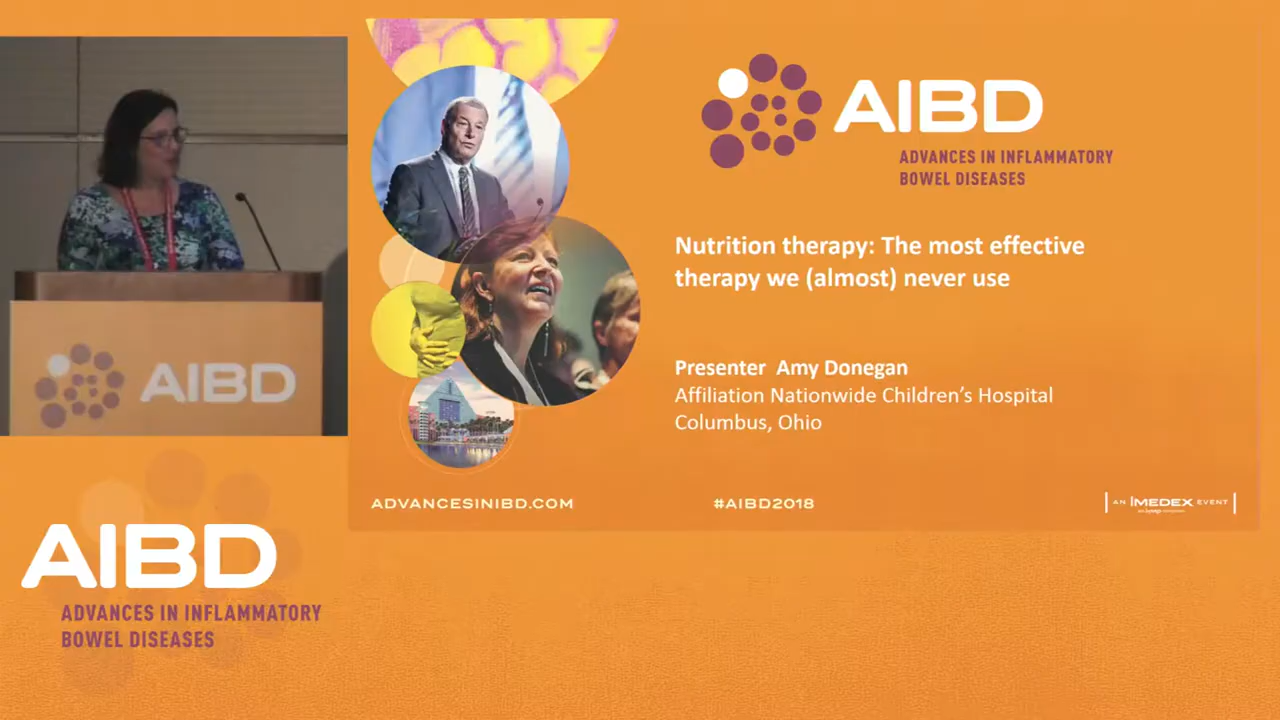 AIBD
ADVANCES IN INFLAMMATORY
BOWEL DISEASES
Nutrition therapy: The most effective
therapy we (almost) never use
Presenter Amy Donegan
Affiliation Nationwide Children's Hospital
Columbus, Ohio
ADVANCESINIBD.COM
#AIBD2018
AN IMEDEX EVENT
AIBD
AIBD
ADVANCES IN INFLAMMATORY
BOWEL DISEASES